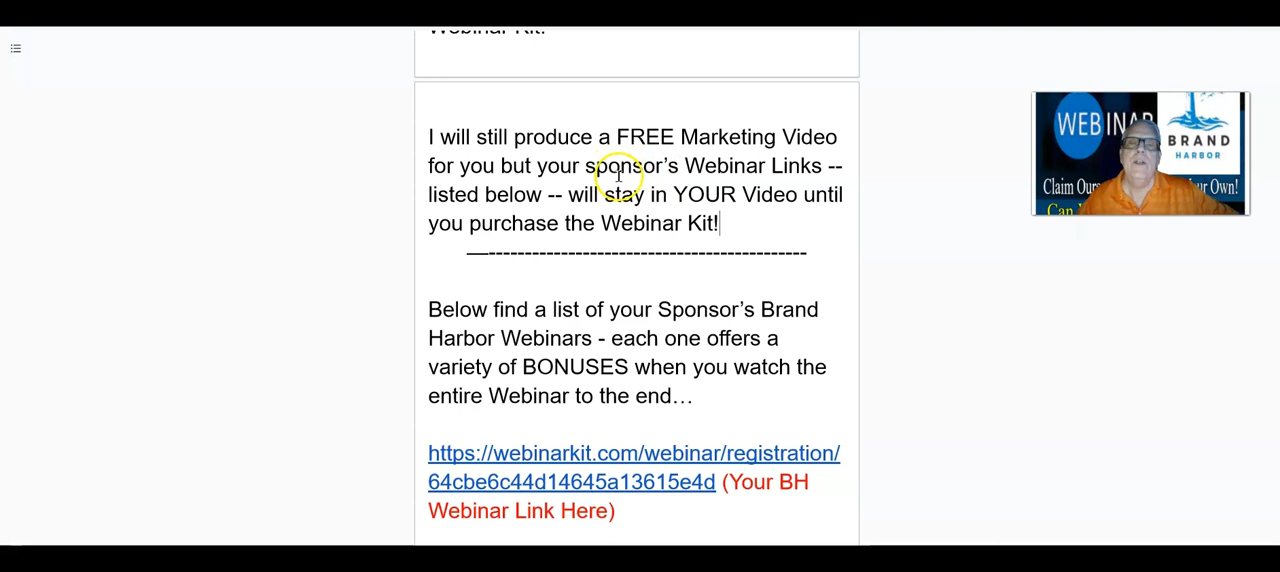 I will still produce a FREE Marketing Video
for you but your sponsor's Webinar Links --
listed below -- will stay in YOUR Video until
you purchase the Webinar Kit!
—--------------------------------------------
Below find a list of your Sponsor's Brand
Harbor Webinars - each one offers a
variety of BONUSES when you watch the
entire Webinar to the end…
https://webinarkit.com/webinar/registration/
64cbe6c44d14645a13615e4d (Your BH
Webinar Link Here)
WEBINAR
BRAND
HARBOR
Claim Your Own!